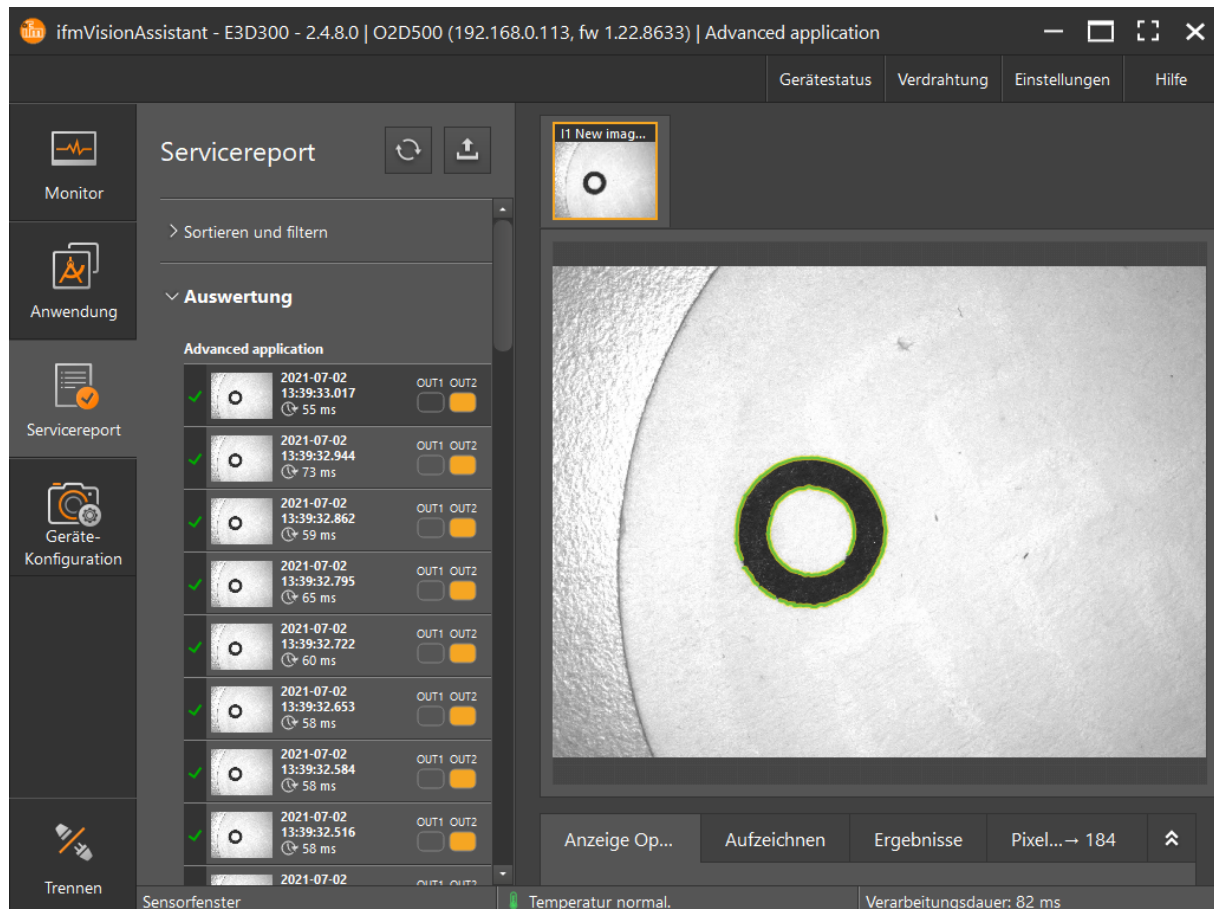 ifm ifmVisionAssistant - E3D300 - 2.4.8.0 | O2D500 (192.168.0.113, fw 1.22.8633) | Advanced application
Gerätestatus Verdrahtung Einstellungen Hilfe
Monitor
Anwendung
Servicereport
Geräte-
Konfiguration
Trennen
Servicereport
Sortieren und filtern
Auswertung
Advanced application
2021-07-02
13:39:33.017
55 ms
OUT1 OUT2
2021-07-02
13:39:32.944
73 ms
OUT1 OUT2
2021-07-02
13:39:32.862
59 ms
OUT1 OUT2
2021-07-02
13:39:32.795
65 ms
OUT1 OUT2
2021-07-02
13:39:32.722
60 ms
OUT1 OUT2
2021-07-02
13:39:32.653
58 ms
OUT1 OUT2
2021-07-02
13:39:32.584
58 ms
OUT1 OUT2
2021-07-02
13:39:32.516
58 ms
OUT1 OUT2
2021-07-02
OUT1 OUT2
I1 New imag...
Anzeige Op... Aufzeichnen Ergebnisse Pixel...→ 184
Sensorfenster Temperatur normal. Verarbeitungsdauer: 82 ms